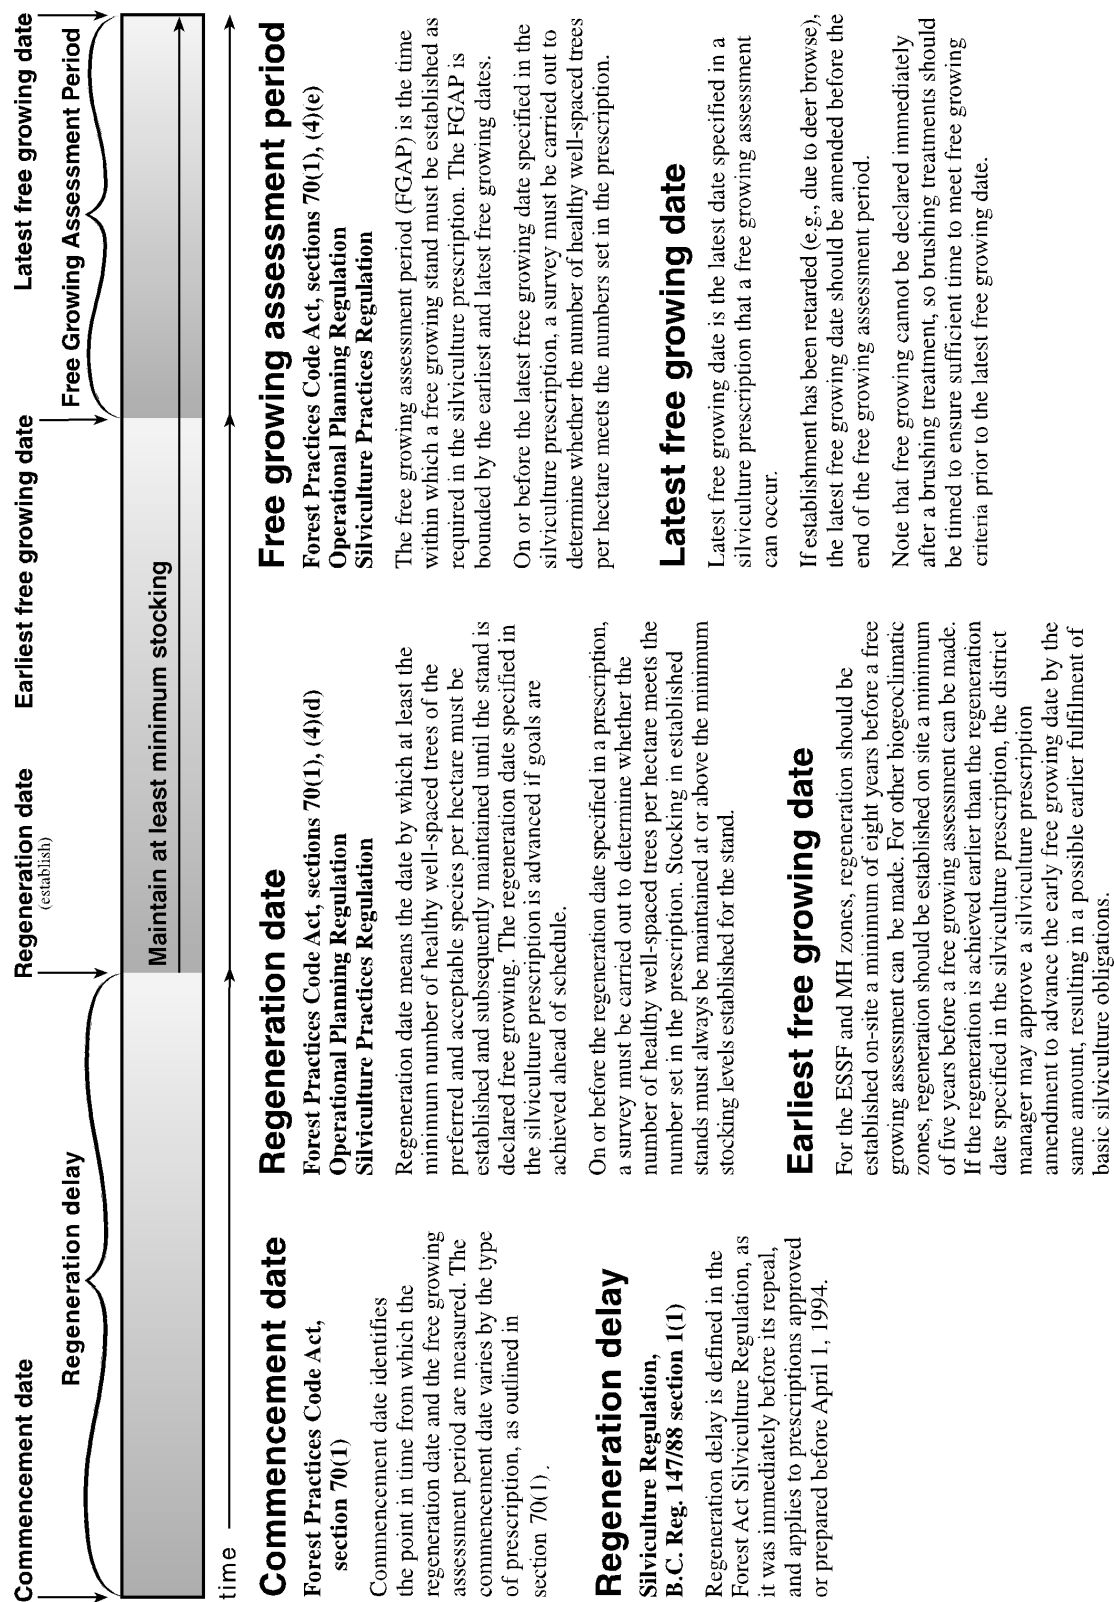 Commencement date
Regeneration date
(establish)
Earliest free growing date
Latest free growing date
Regeneration delay
Free Growing Assessment Period
Maintain at least minimum stocking
time
Commencement date
Forest Practices Code Act,
section 70(1)
Commencement date identifies
the point in time from which the
regeneration date and the free growing
assessment period are measured. The
commencement date varies by the type
of prescription, as outlined in
section 70(1).
Regeneration delay
Silviculture Regulation,
B.C. Reg. 147/88 section 1(1)
Regeneration delay is defined in the
Forest Act Silviculture Regulation, as
it was immediately before its repeal,
and applies to prescriptions approved
or prepared before April 1, 1994.
Regeneration date
Forest Practices Code Act, sections 70(1), (4)(d)
Operational Planning Regulation
Silviculture Practices Regulation
Regeneration date means the date by which at least the
minimum number of healthy well-spaced trees of the
preferred and acceptable species per hectare must be
established and subsequently maintained until the stand is
declared free growing. The regeneration date specified in
the silviculture prescription is advanced if goals are
achieved ahead of schedule.
On or before the regeneration date specified in a prescription,
a survey must be carried out to determine whether the
number of healthy well-spaced trees per hectare meets the
number set in the prescription. Stocking in established
stands must always be maintained at or above the minimum
stocking levels established for the stand.
Earliest free growing date
For the ESSF and MH zones, regeneration should be
established on-site a minimum of eight years before a free
growing assessment can be made. For other biogeoclimatic
zones, regeneration should be established on site a minimum
of five years before a free growing assessment can be made.
If the regeneration is achieved earlier than the regeneration
date specified in the silviculture prescription, the district
manager may approve a silviculture prescription
amendment to advance the early free growing date by the
same amount, resulting in a possible earlier fulfilment of
basic silviculture obligations.
Free growing assessment period
Forest Practices Code Act, sections 70(1), (4)(e)
Operational Planning Regulation
Silviculture Practices Regulation
The free growing assessment period (FGAP) is the time
within which a free growing stand must be established as
required in the silviculture prescription. The FGAP is
bounded by the earliest and latest free growing dates.
On or before the latest free growing date specified in the
silviculture prescription, a survey must be carried out to
determine whether the number of healthy well-spaced trees
per hectare meets the numbers set in the prescription.
Latest free growing date
Latest free growing date is the latest date specified in a
silviculture prescription that a free growing assessment
can occur.
If establishment has been retarded (e.g., due to deer browse),
the latest free growing date should be amended before the
end of the free growing assessment period.
Note that free growing cannot be declared immediately
after a brushing treatment, so brushing treatments should
be timed to ensure sufficient time to meet free growing
criteria prior to the latest free growing date.